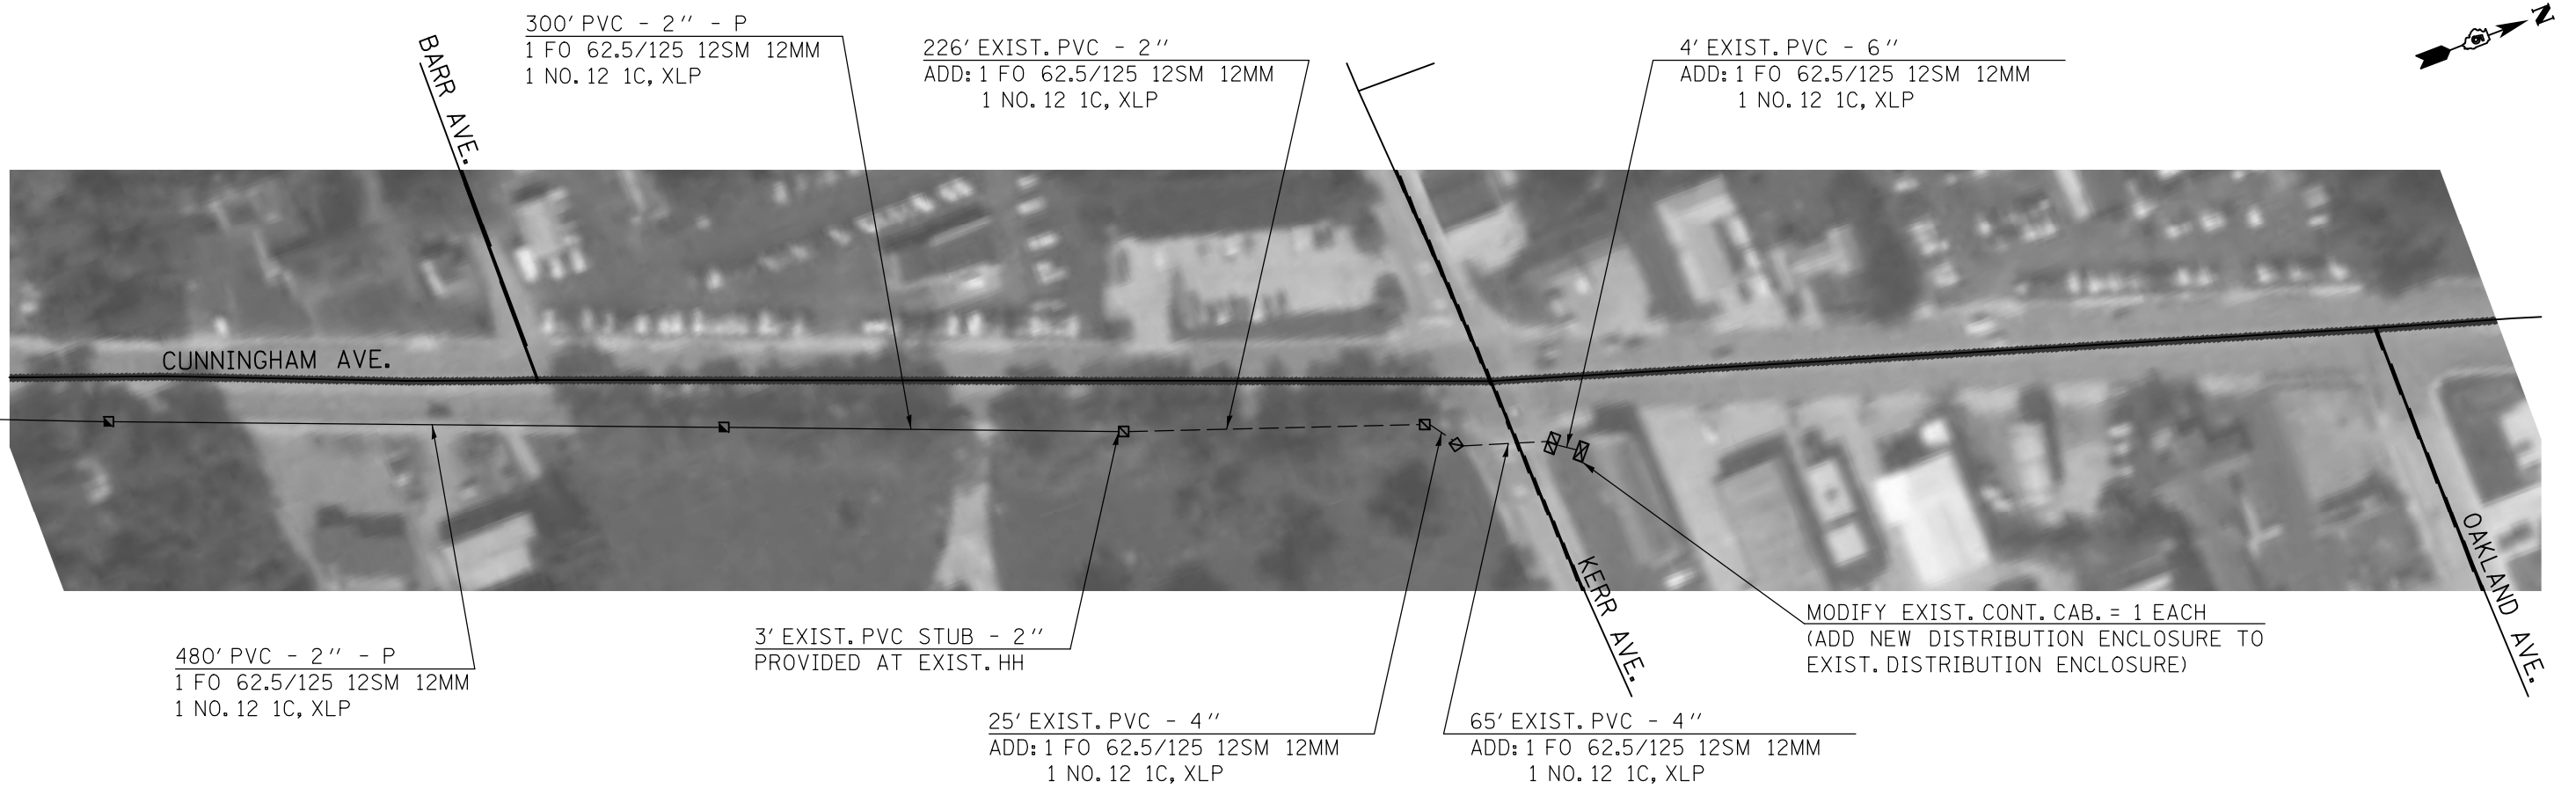 300' PVC - 2" - P
1 FO 62.5/125 12SM 12MM
1 NO. 12 1C, XLP
226' EXIST. PVC - 2"
ADD: 1 FO 62.5/125 12SM 12MM
1 NO. 12 1C, XLP
4' EXIST. PVC - 6"
ADD: 1 FO 62.5/125 12SM 12MM
1 NO. 12 1C, XLP
N
BARR AVE.
CUNNINGHAM AVE.
KERR AVE.
OAKLAND AVE.
480' PVC - 2" - P
1 FO 62.5/125 12SM 12MM
1 NO. 12 1C, XLP
3' EXIST. PVC STUB - 2"
PROVIDED AT EXIST. HH
25' EXIST. PVC - 4"
ADD: 1 FO 62.5/125 12SM 12MM
1 NO. 12 1C, XLP
65' EXIST. PVC - 4"
ADD: 1 FO 62.5/125 12SM 12MM
1 NO. 12 1C, XLP
MODIFY EXIST. CONT. CAB. = 1 EACH
(ADD NEW DISTRIBUTION ENCLOSURE TO
EXIST. DISTRIBUTION ENCLOSURE)